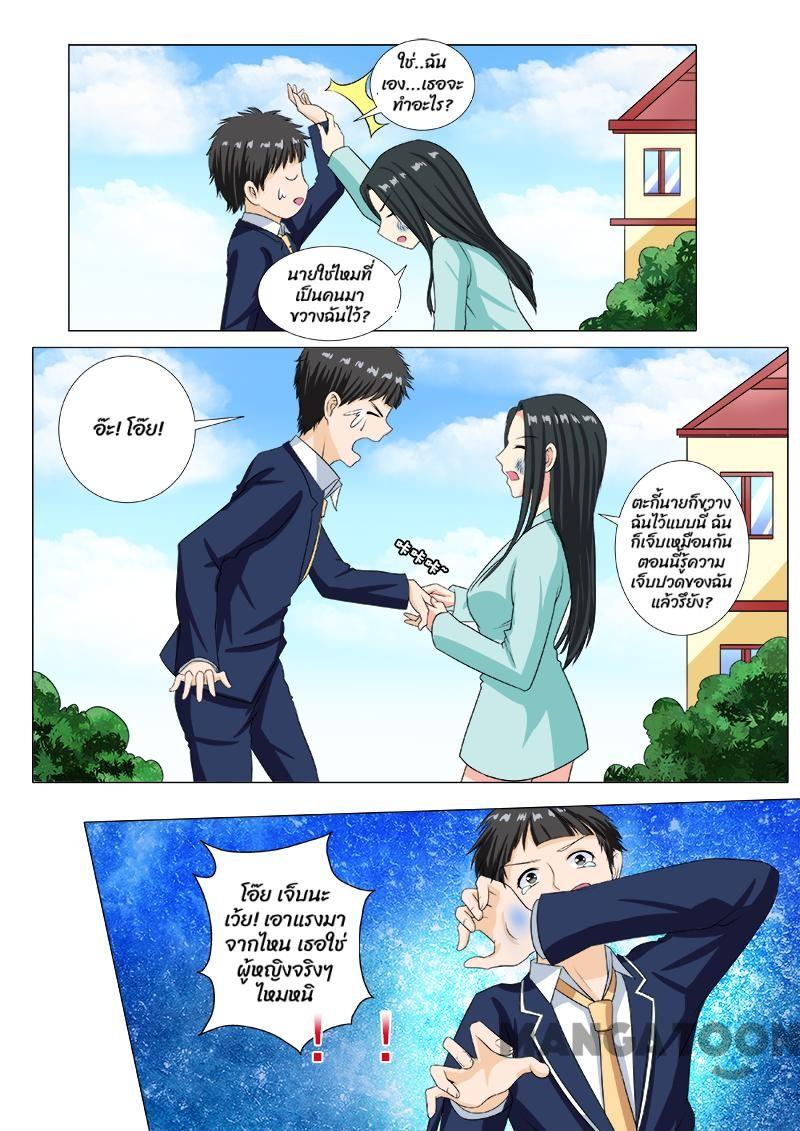 ใช่..ฉัน
เอง...เธอจะ
ทำอะไร?
นายใช่ไหมที่
เป็นคนมา
ขวางฉันไว้?
อ๊ะ! โอ๊ย!
ตะกี้นายก็ขวาง
ฉันไว้แบบนี้ ฉัน
ก็เจ็บเหมือนกัน
ตอนนี้รู้ความ
เจ็บปวดของฉัน
แล้วรึยัง?
โอ๊ย เจ็บนะ
เว้ย! เอาแรงมา
จากไหน เธอใช่
ผู้หญิงจริงๆ
ไหมหนิ
! !
MANGATOON